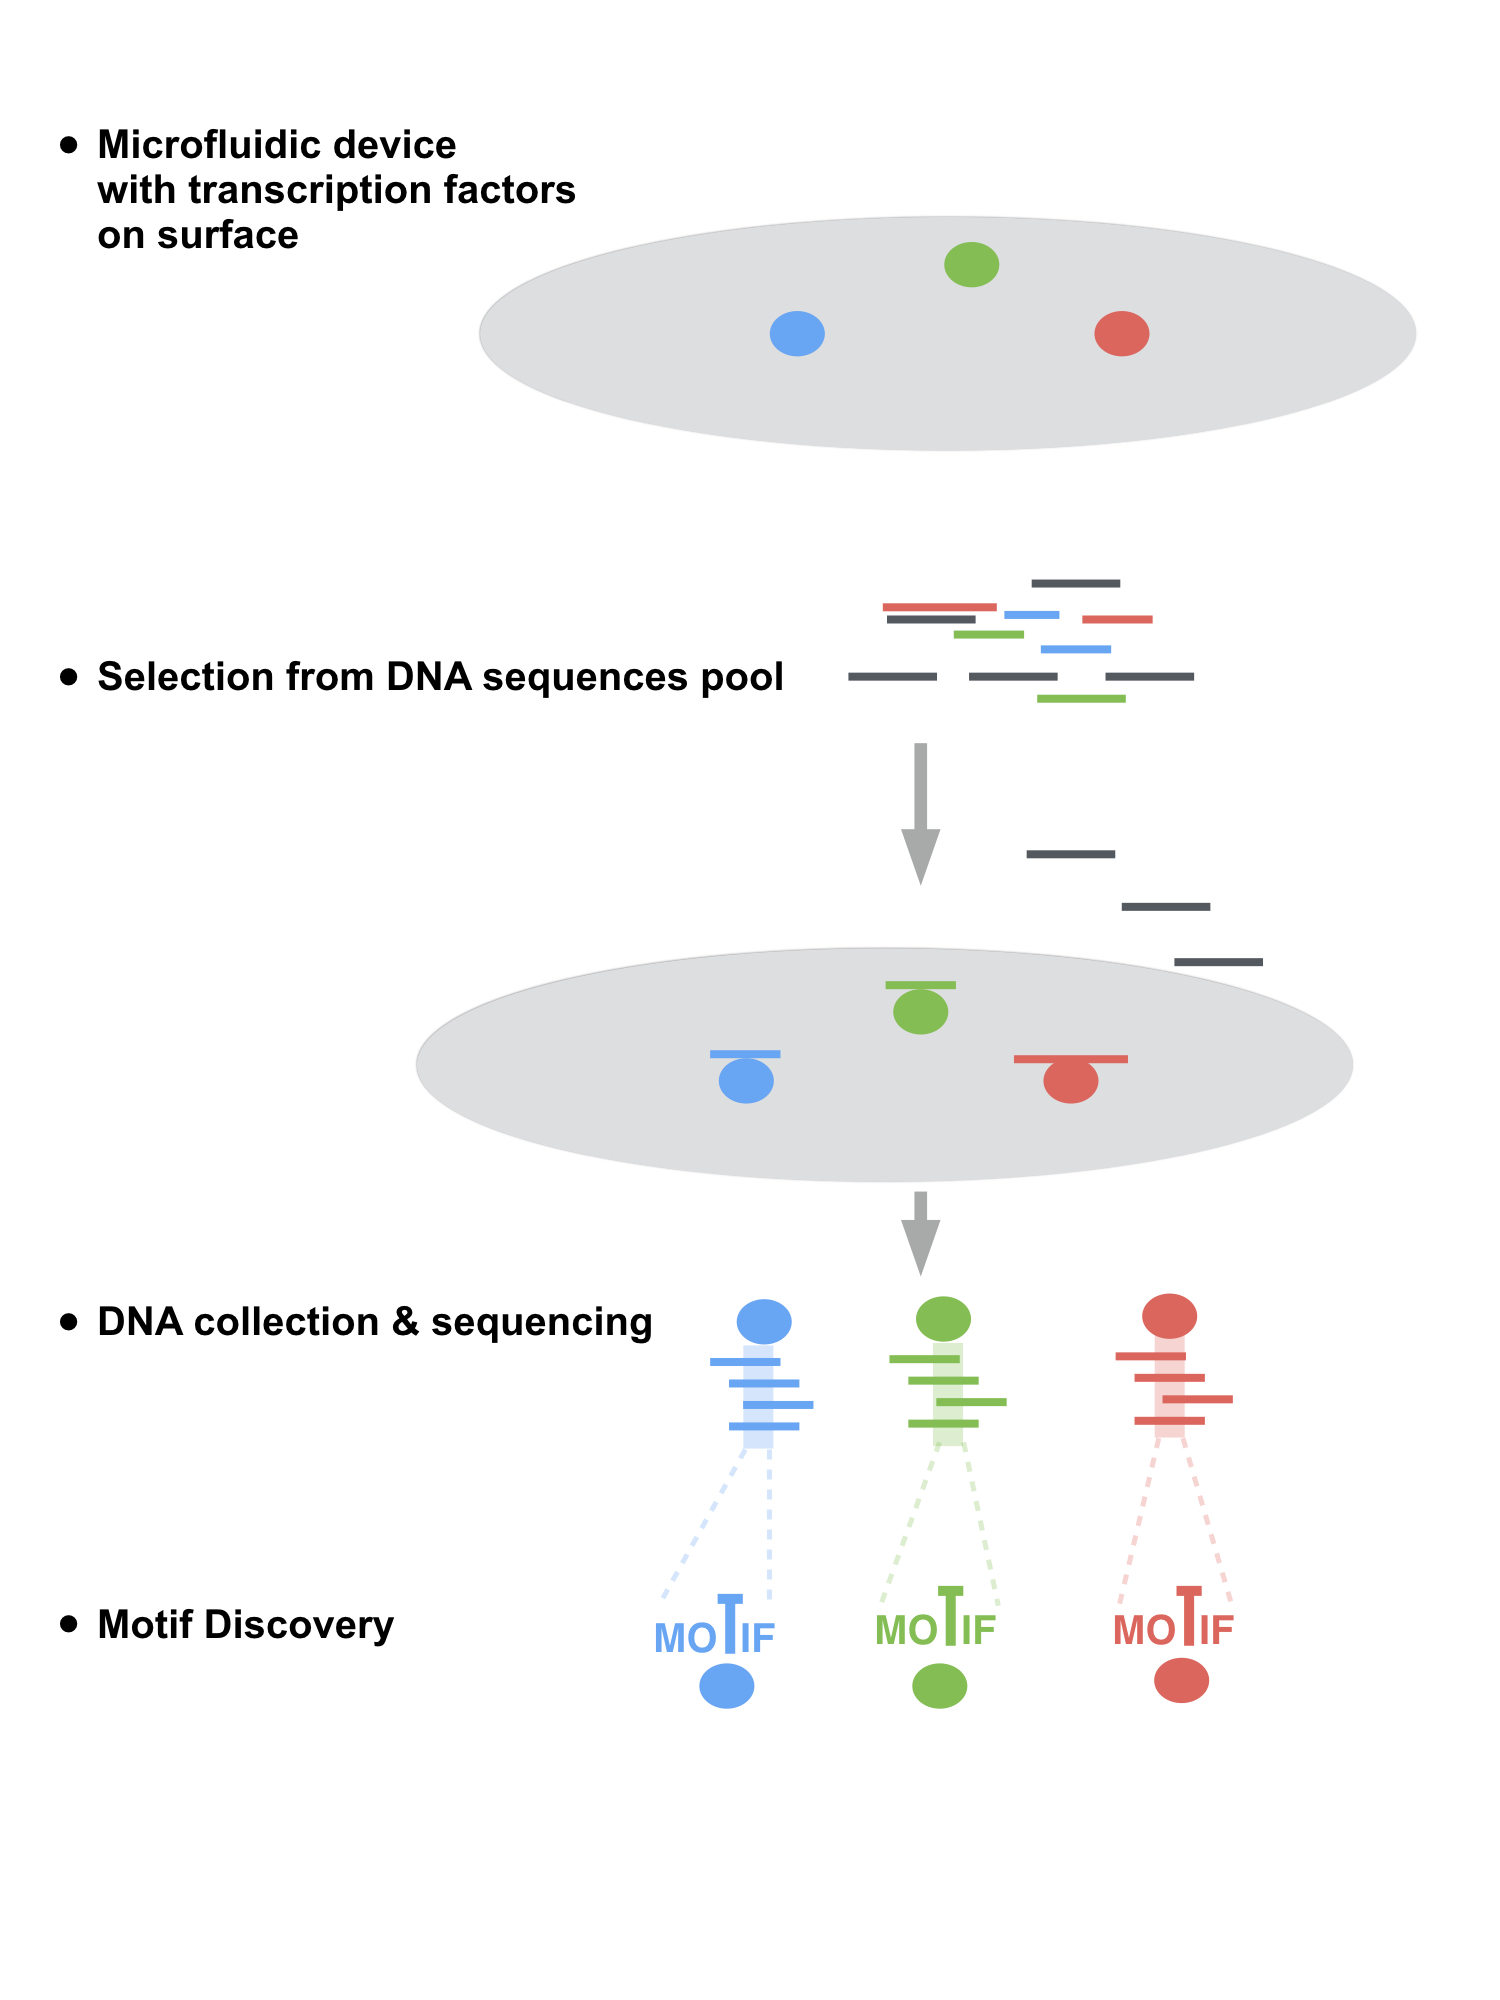 ● Microfluidic device
with transcription factors
on surface
● Selection from DNA sequences pool
● DNA collection & sequencing
● Motif Discovery
MOTIF MOTIF MOTIF